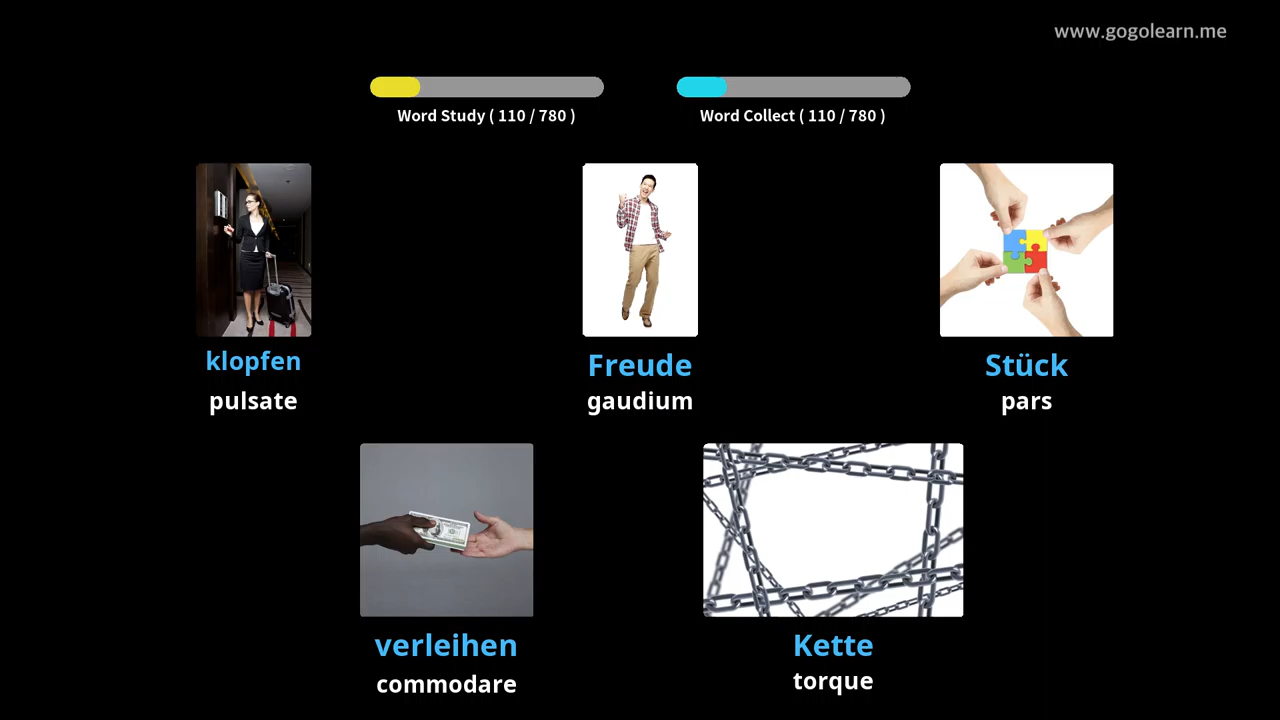 www.gogolearn.me
Word Study ( 110 / 780 )
Word Collect ( 110 / 780 )
klopfen
pulsate
Freude
gaudium
Stück
pars
verleihen
commodare
Kette
torque